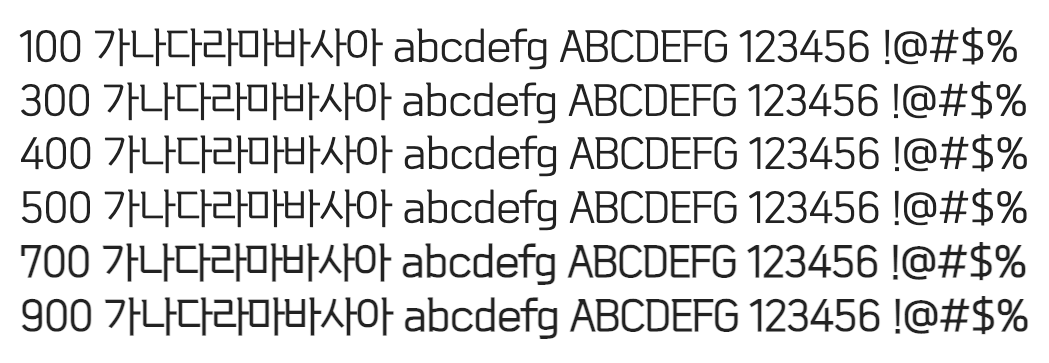 100 가나다라마바사아 abcdefg ABCDEFG 123456 !@#$%
300 가나다라마바사아 abcdefg ABCDEFG 123456 !@#$%
400 가나다라마바사아 abcdefg ABCDEFG 123456 !@#$%
500 가나다라마바사아 abcdefg ABCDEFG 123456 !@#$%
700 가나다라마바사아 abcdefg ABCDEFG 123456 !@#$%
900 가나다라마바사아 abcdefg ABCDEFG 123456 !@#$%